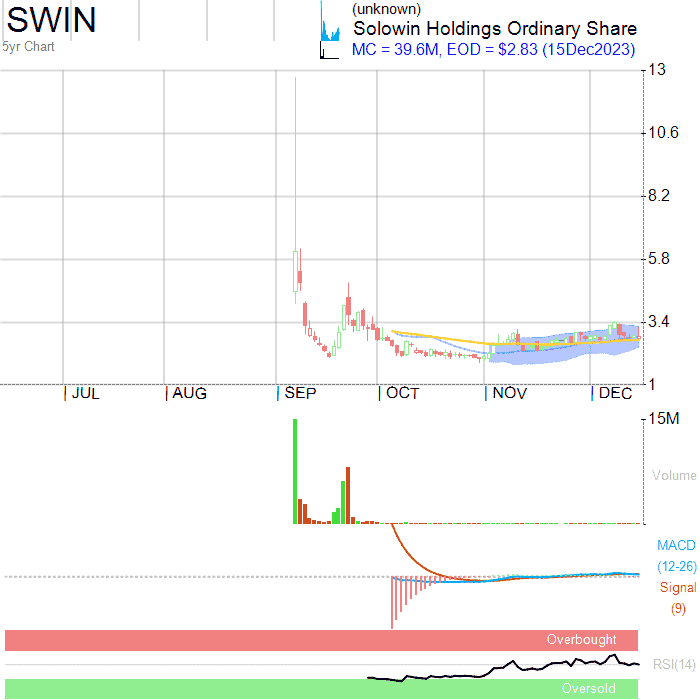 SWIN
5yr Chart
(unknown)
Solowin Holdings Ordinary Share
MC = 39.6M, EOD = $2.83 (15Dec2023)
13
10.6
8.2
5.8
3.4
1
JUL AUG SEP OCT NOV DEC
15M
Volume
MACD
(12-26)
Signal
(9)
Overbought
RSI(14)
Oversold